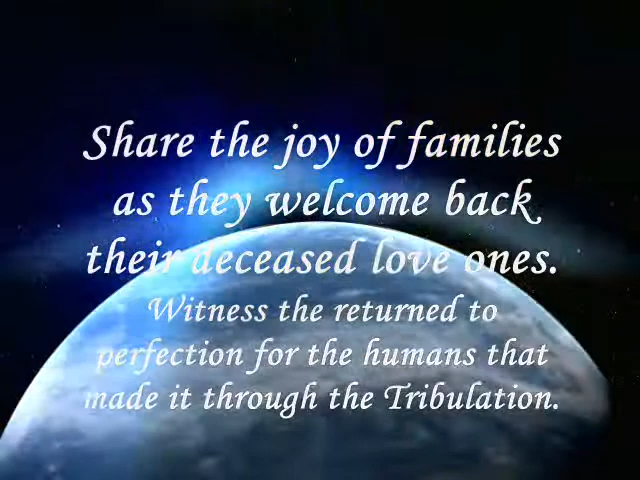 Share the joy of families
as they welcome back
their deceased love ones.
Witness the returned to
perfection for the humans that
made it through the Tribulation.